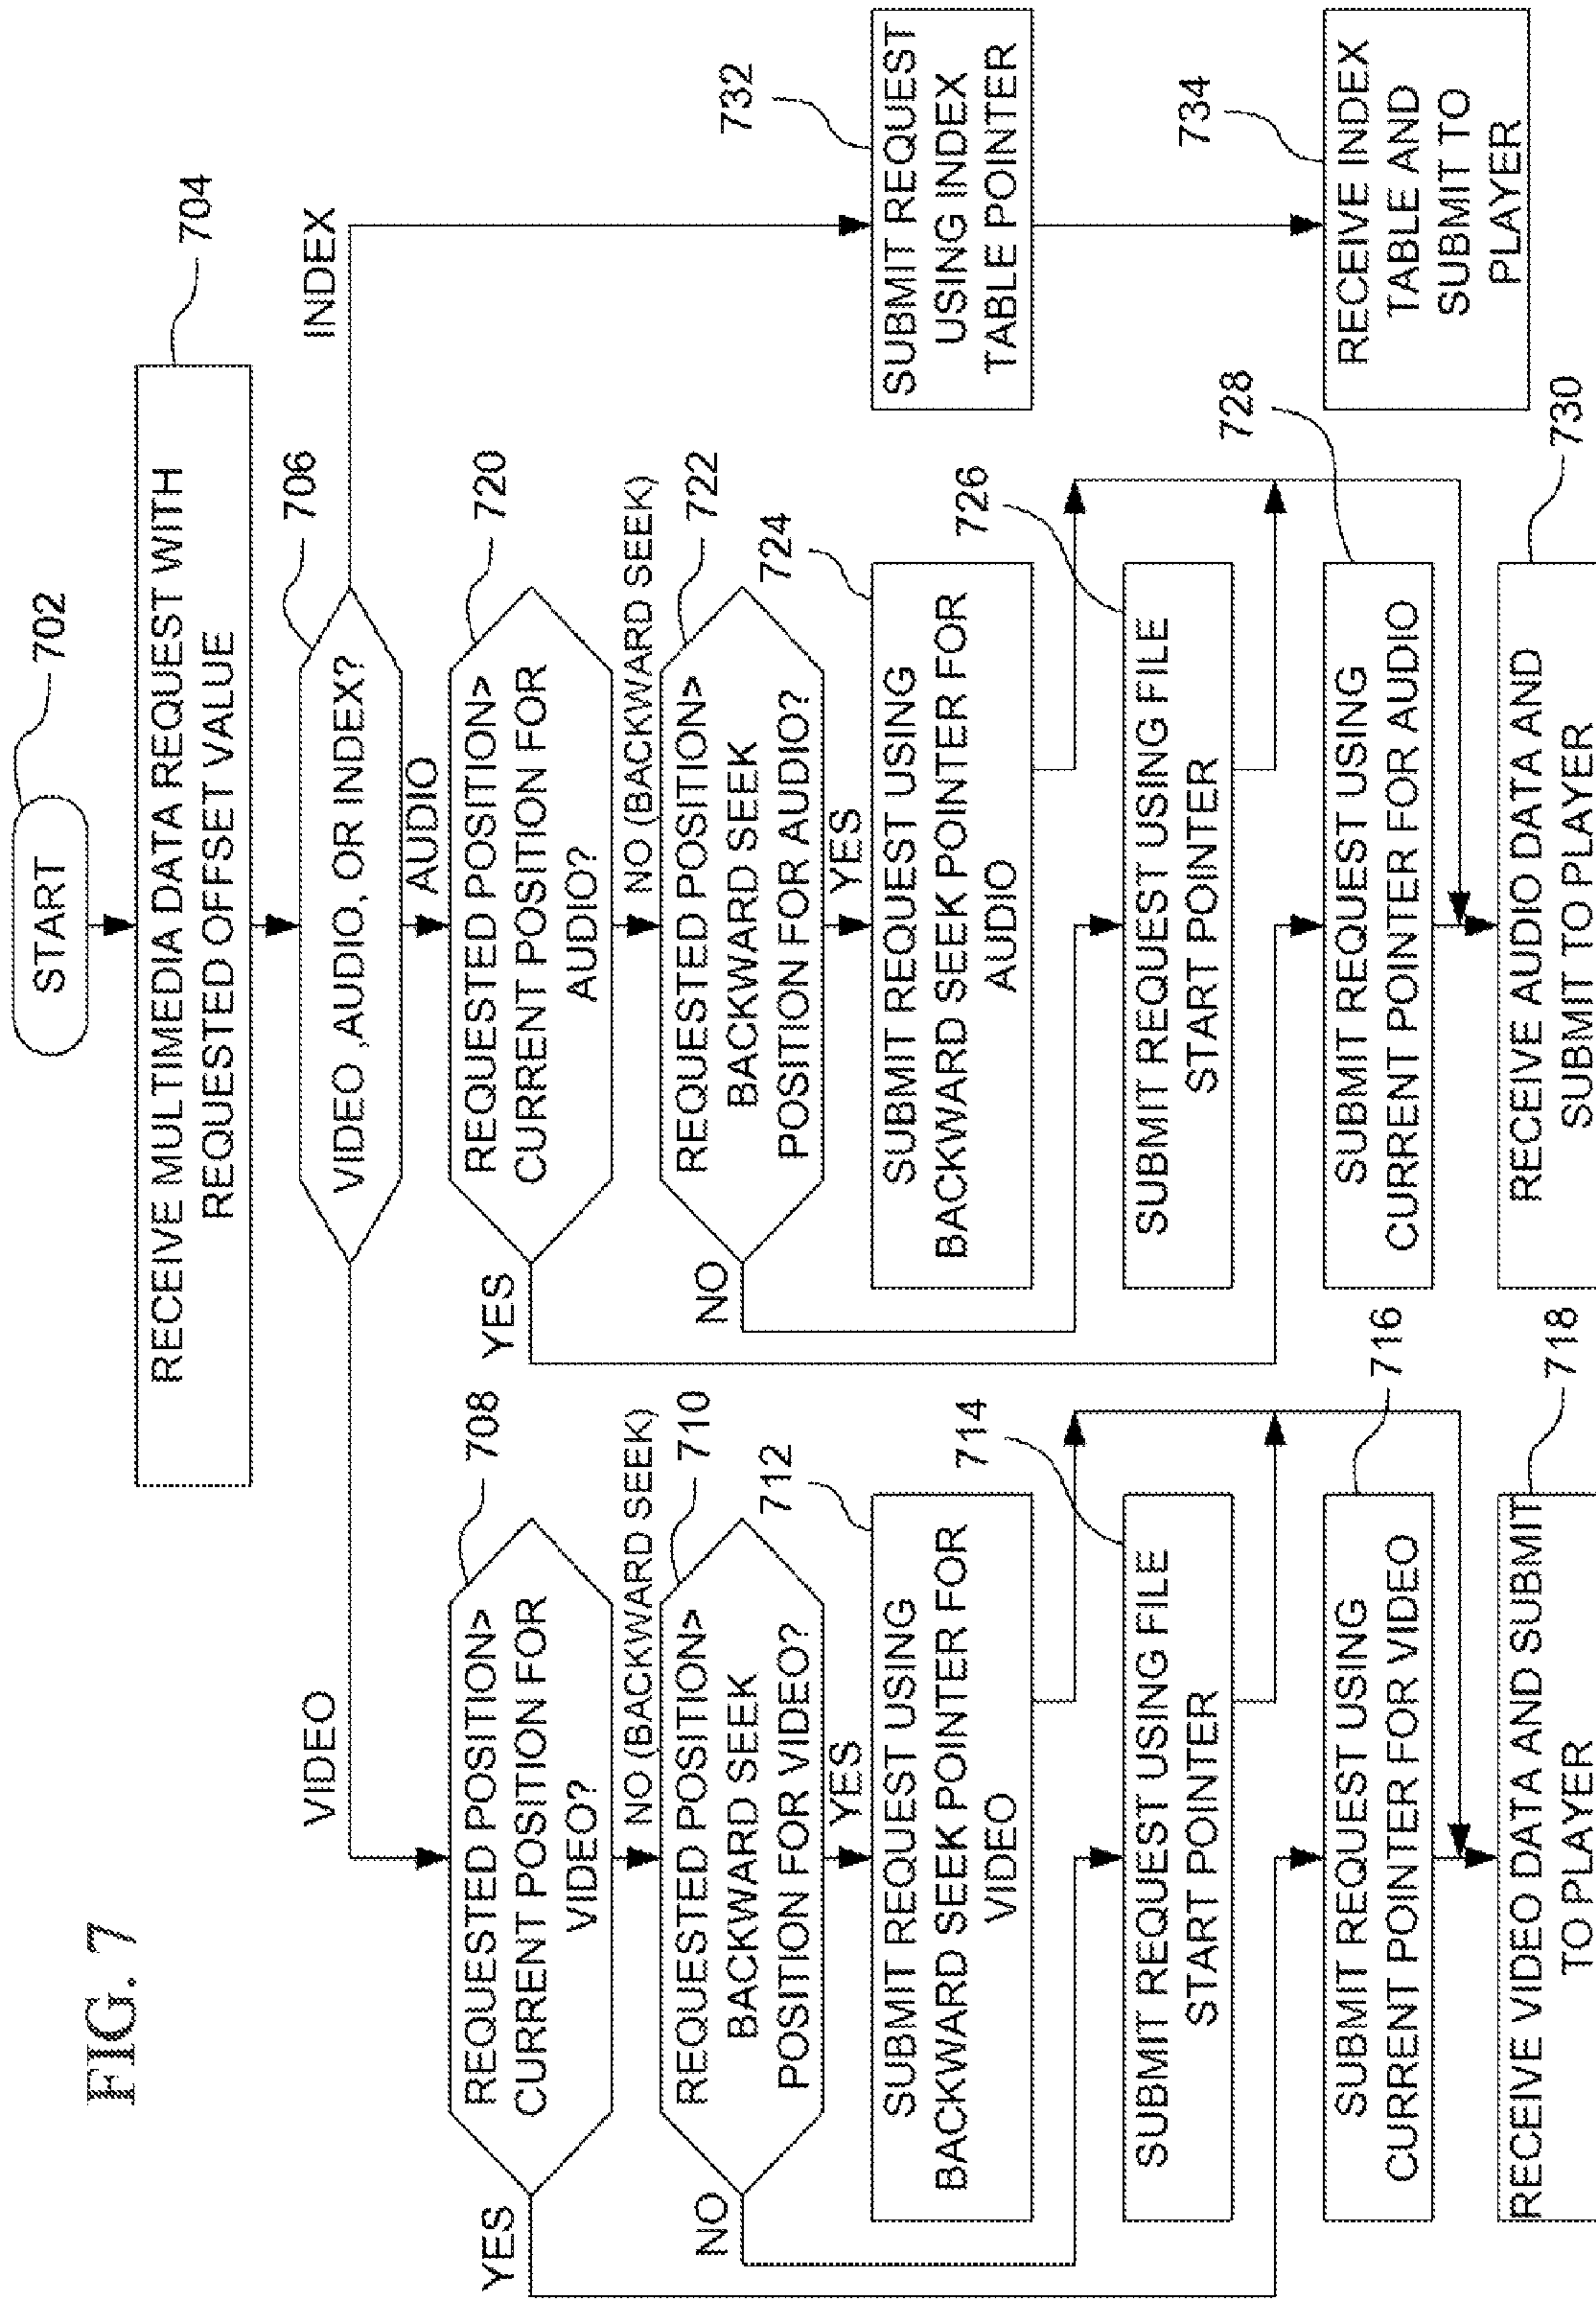 FIG. 7
START
702
RECEIVE MULTIMEDIA DATA REQUEST WITH
REQUESTED OFFSET VALUE
704
VIDEO ,AUDIO, OR INDEX?
706
VIDEO
AUDIO
INDEX
REQUESTED POSITION>
CURRENT POSITION FOR
VIDEO?
708
YES
NO (BACKWARD SEEK)
REQUESTED POSITION>
BACKWARD SEEK
POSITION FOR VIDEO?
710
NO
YES
SUBMIT REQUEST USING
BACKWARD SEEK POINTER FOR
VIDEO
712
SUBMIT REQUEST USING FILE
START POINTER
714
SUBMIT REQUEST USING
CURRENT POINTER FOR VIDEO
716
RECEIVE VIDEO DATA AND SUBMIT
TO PLAYER
718
REQUESTED POSITION>
CURRENT POSITION FOR
AUDIO?
720
YES
NO (BACKWARD SEEK)
REQUESTED POSITION>
BACKWARD SEEK
POSITION FOR AUDIO?
722
NO
YES
SUBMIT REQUEST USING
BACKWARD SEEK POINTER FOR
AUDIO
724
SUBMIT REQUEST USING FILE
START POINTER
726
SUBMIT REQUEST USING
CURRENT POINTER FOR AUDIO
728
RECEIVE AUDIO DATA AND
SUBMIT TO PLAYER
730
SUBMIT REQUEST
USING INDEX
TABLE POINTER
732
RECEIVE INDEX
TABLE AND
SUBMIT TO
PLAYER
734